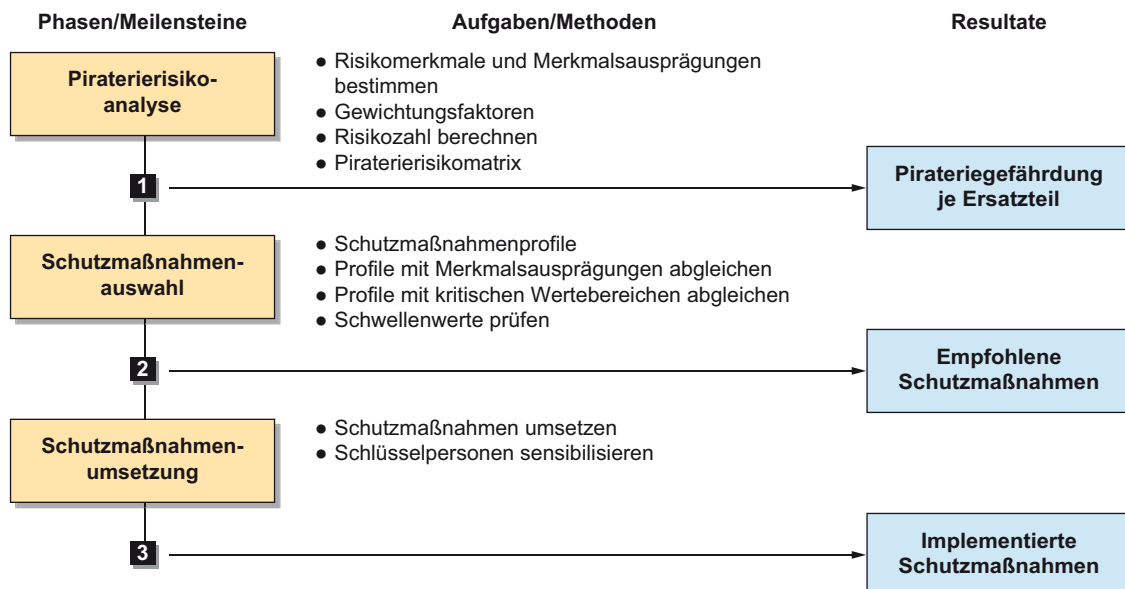 Phasen/Meilensteine
Aufgaben/Methoden
Resultate
Piraterierisiko-
analyse
● Risikomerkmale und Merkmalsausprägungen
bestimmen
● Gewichtungsfaktoren
● Risikozahl berechnen
● Piraterierisikomatrix
1
Pirateriegefährdung
je Ersatzteil
Schutzmaßnahmen-
auswahl
● Schutzmaßnahmenprofile
● Profile mit Merkmalsausprägungen abgleichen
● Profile mit kritischen Wertebereichen abgleichen
● Schwellenwerte prüfen
2
Empfohlene
Schutzmaßnahmen
Schutzmaßnahmen-
umsetzung
● Schutzmaßnahmen umsetzen
● Schlüsselpersonen sensibilisieren
3
Implementierte
Schutzmaßnahmen